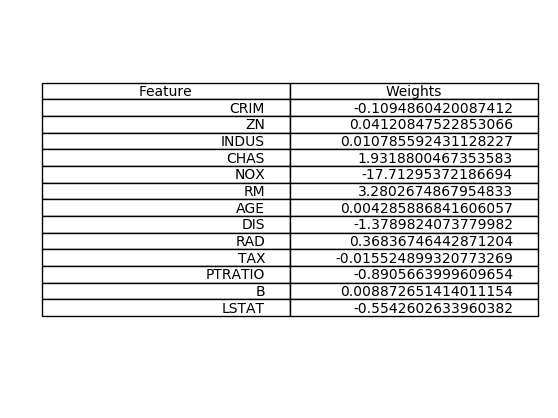 Feature Weights
CRIM -0.1094860420087412
ZN 0.04120847522853066
INDUS 0.010785592431128227
CHAS 1.9318800467353583
NOX -17.71295372186694
RM 3.2802674867954833
AGE 0.004285886841606057
DIS -1.3789824073779982
RAD 0.36836746442871204
TAX -0.015524899320773269
PTRATIO -0.8905663999609654
B 0.008872651414011154
LSTAT -0.5542602633960382